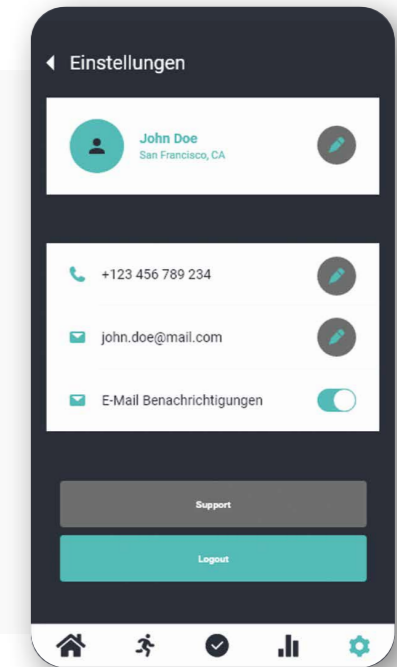 Einstellungen
John Doe
San Francisco, CA
+123 456 789 234
john.doe@mail.com
E-Mail Benachrichtigungen
Support
Logout